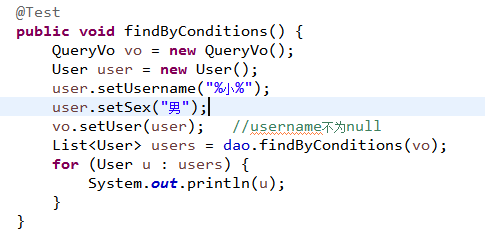 @Test
public void findByConditions() {
    QueryVo vo = new QueryVo();
    User user = new User();
    user.setUsername("%小%");
    user.setSex("男");
    vo.setUser(user);   //username不为null
    List<User> users = dao.findByConditions(vo);
    for (User u : users) {
        System.out.println(u);
    }
}